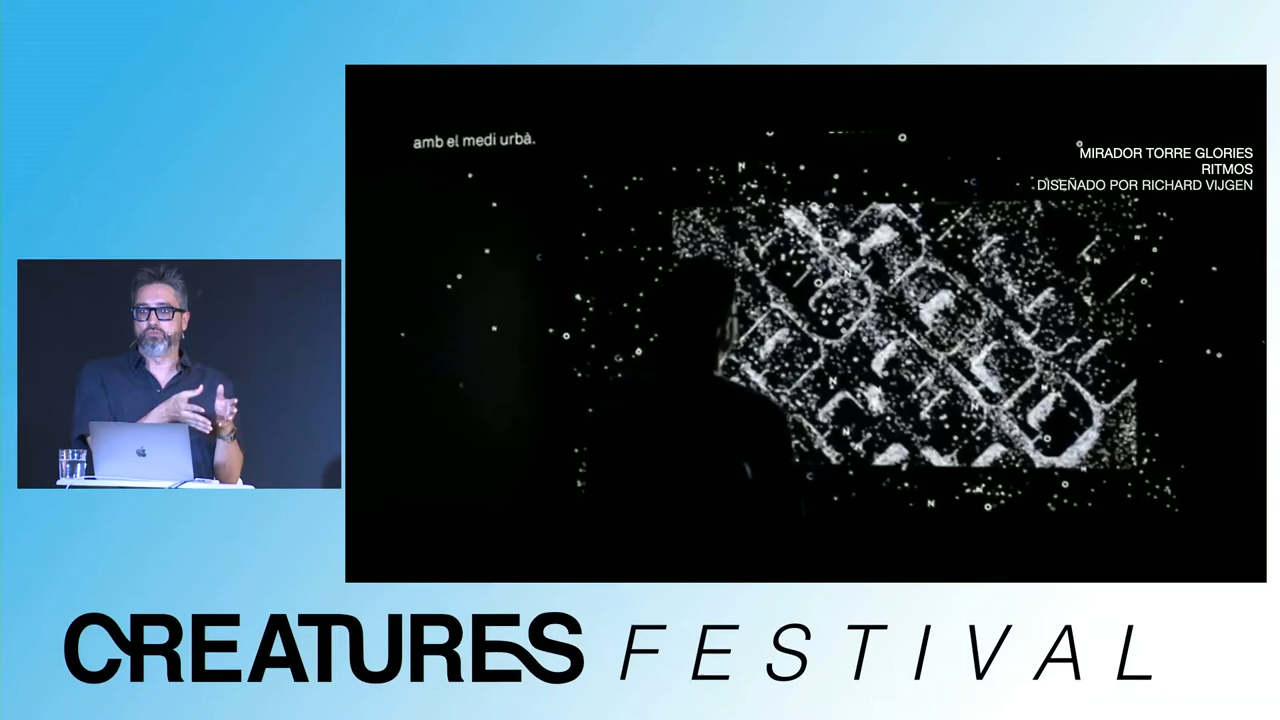 amb el medi urbà.
MIRADOR TORRE GLORIES
RITMOS
DISEÑADO POR RICHARD VIJGEN
CREATURES FESTIVAL